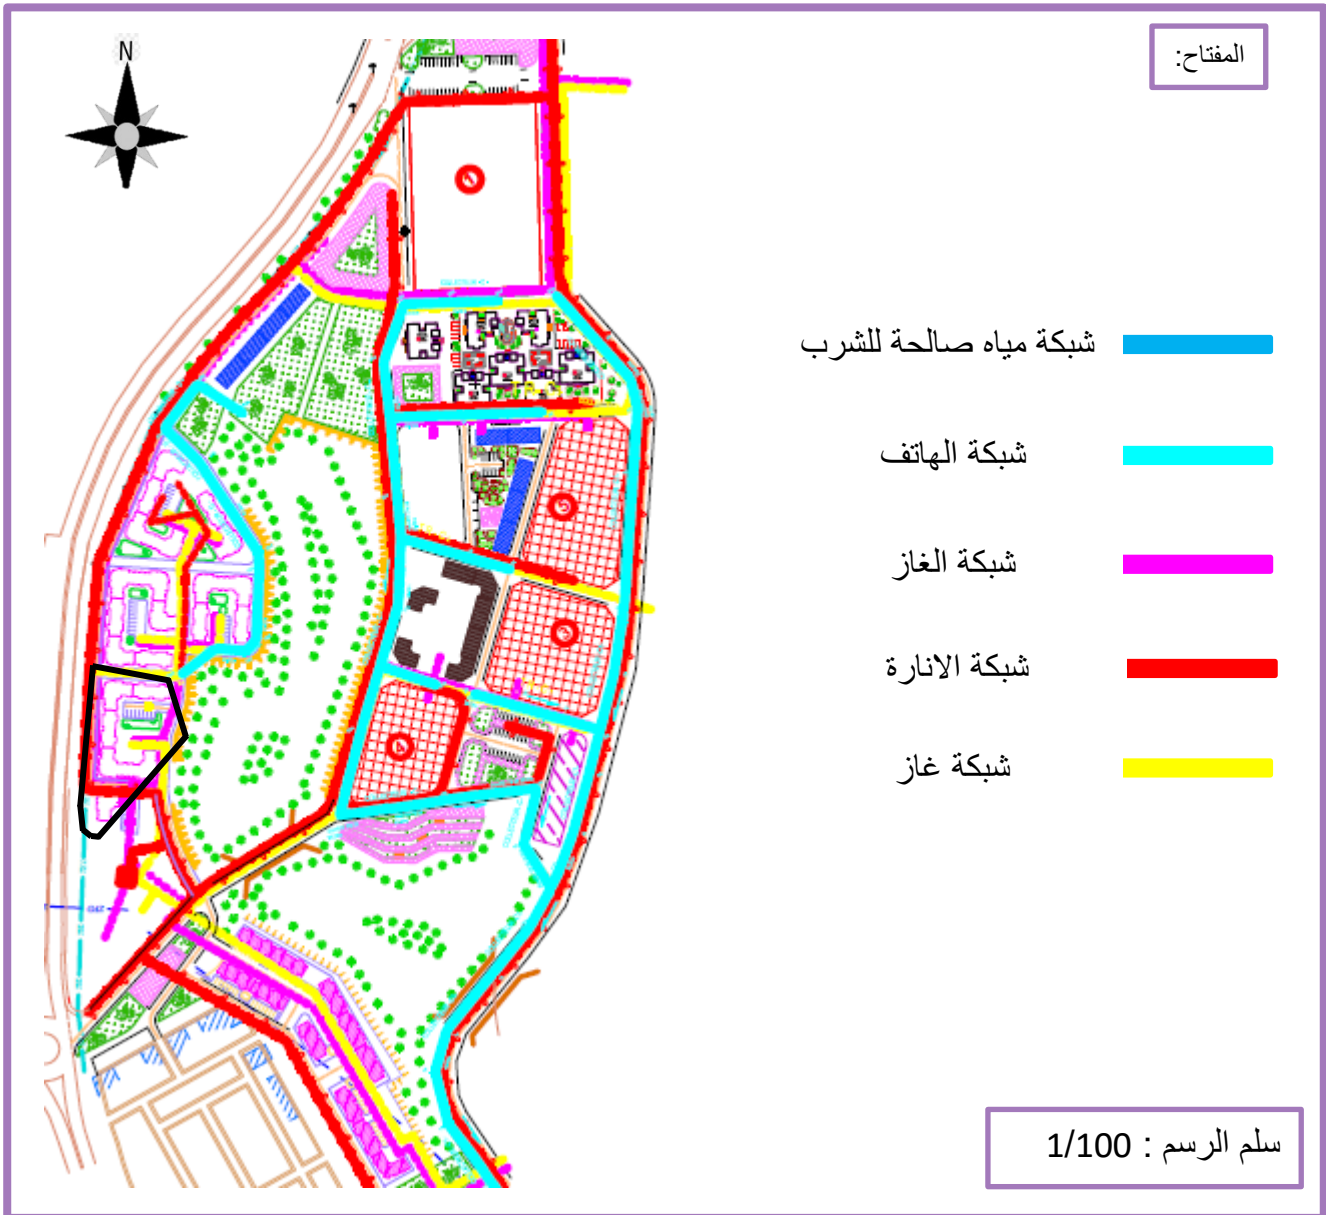 N
المفتاح:
شبكة مياه صالحة للشرب
شبكة الهاتف
شبكة الغاز
شبكة الانارة
شبكة غاز
سلم الرسم : 1/100